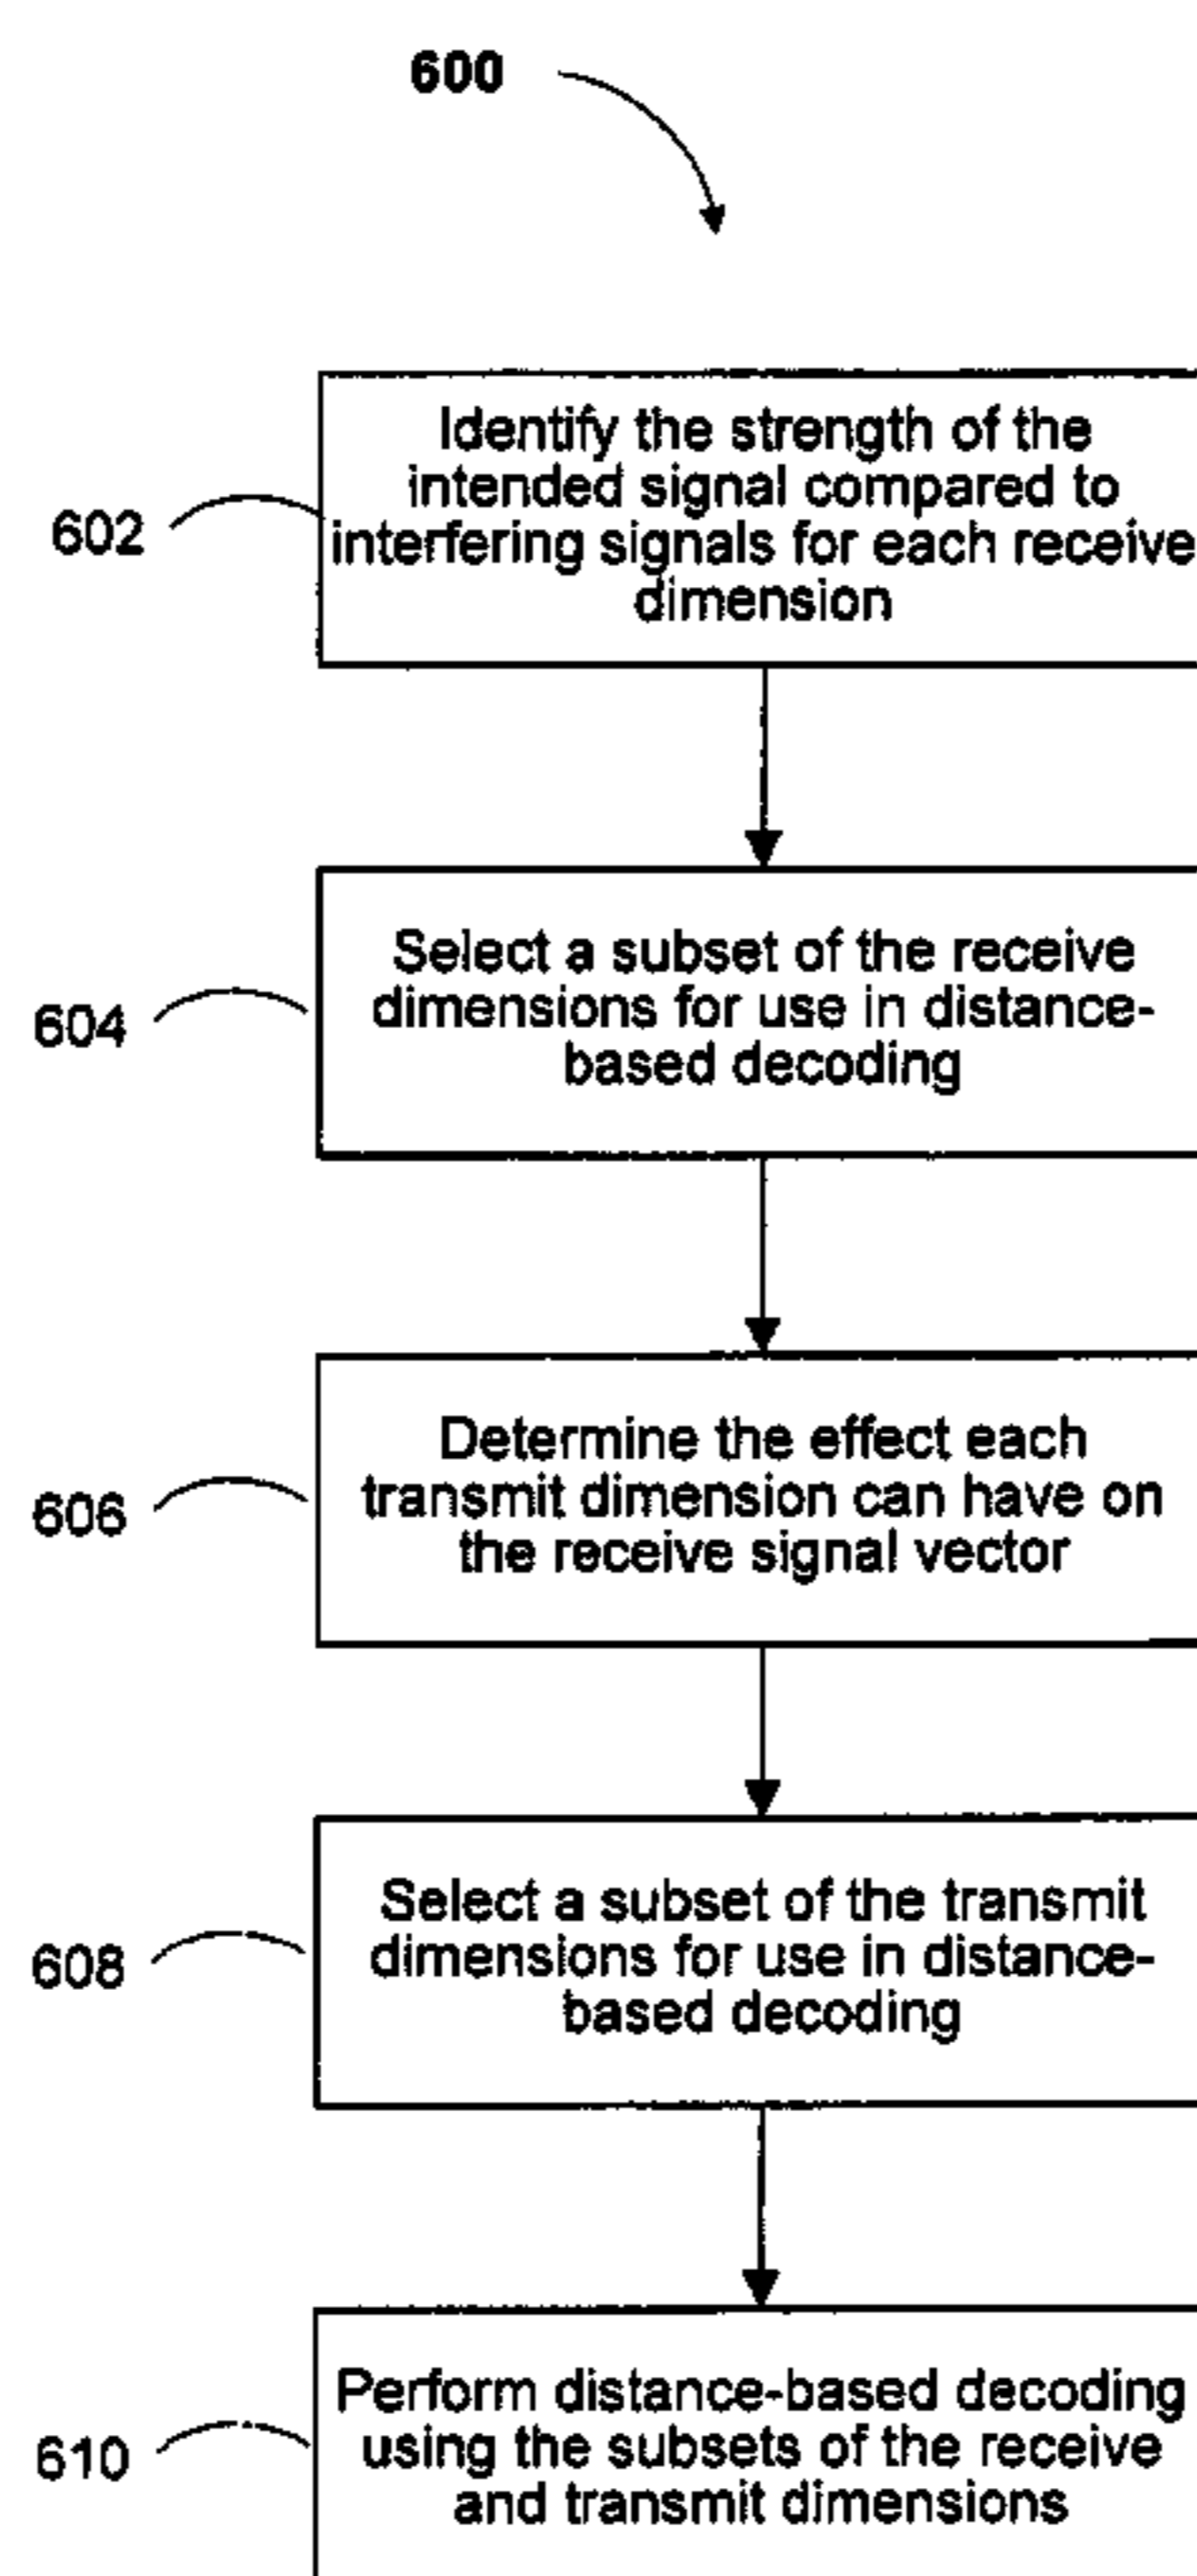 600
602
Identify the strength of the
intended signal compared to
interfering signals for each receive
dimension
604
Select a subset of the receive
dimensions for use in distance-
based decoding
606
Determine the effect each
transmit dimension can have on
the receive signal vector
608
Select a subset of the transmit
dimensions for use in distance-
based decoding
610
Perform distance-based decoding
using the subsets of the receive
and transmit dimensions